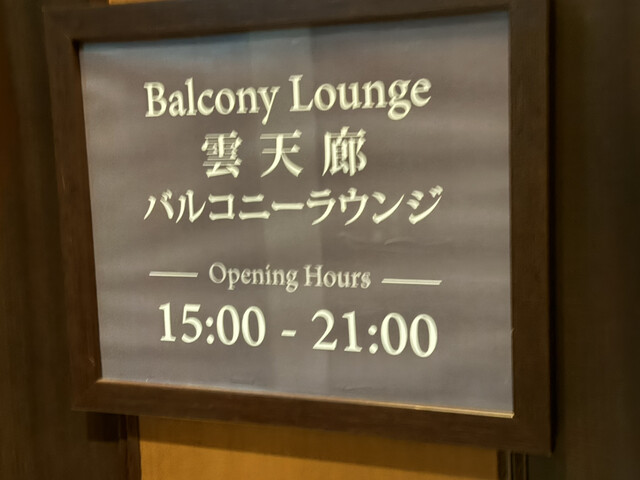 Balcony Lounge
雲天廊
バルコニーラウンジ
Opening Hours
15:00 - 21:00